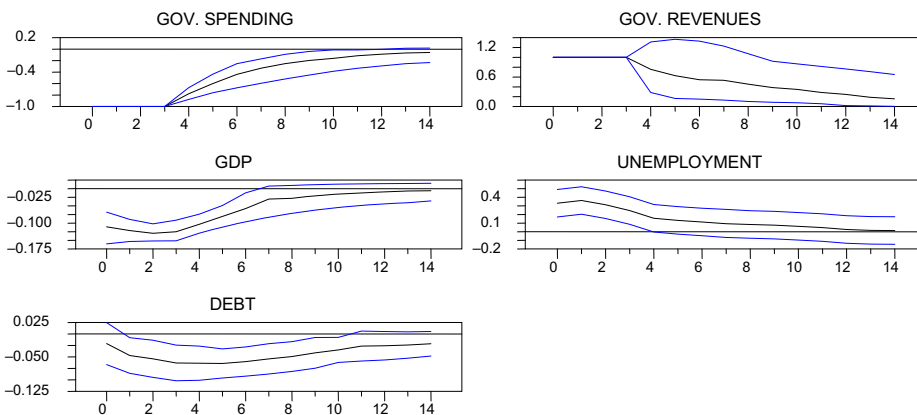 GOV. SPENDING
0.2
–0.4
–1.0
0 2 4 6 8 10 12 14
GOV. REVENUES
1.2
0.6
0.0
0 2 4 6 8 10 12 14
GDP
–0.025
–0.100
–0.175
0 2 4 6 8 10 12 14
UNEMPLOYMENT
0.4
0.1
–0.2
0 2 4 6 8 10 12 14
DEBT
0.025
–0.050
–0.125
0 2 4 6 8 10 12 14